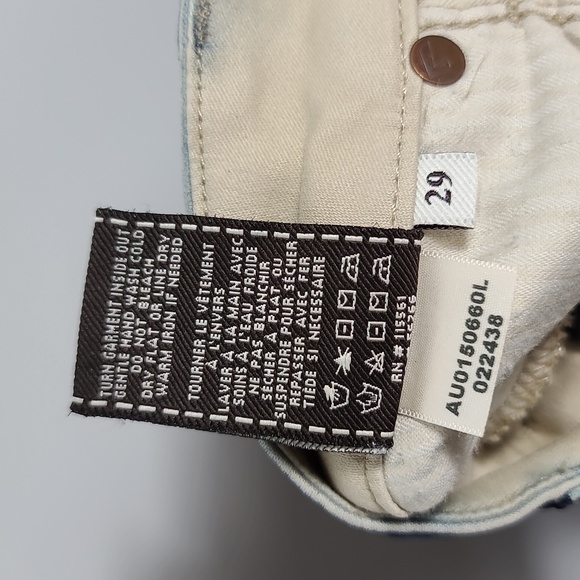 TURN GARMENT INSIDE OUT
GENTLE HAND WASH COLD
DO NOT BLEACH
DRY FLAT OR LINE DRY
WARM IRON IF NEEDED
TOURNER LE VÊTEMENT
À L'ENVERS
LAVER À LA MAIN AVEC
SOINS À L'EAU FROIDE
NE PAS BLANCHIR
SÉCHER À PLAT OU
SUSPENDRE POUR SÉCHER
REPASSER AVEC FER
TIÈDE SI NECESSAIRE
RN # 115561
29
AU0150660L
022438